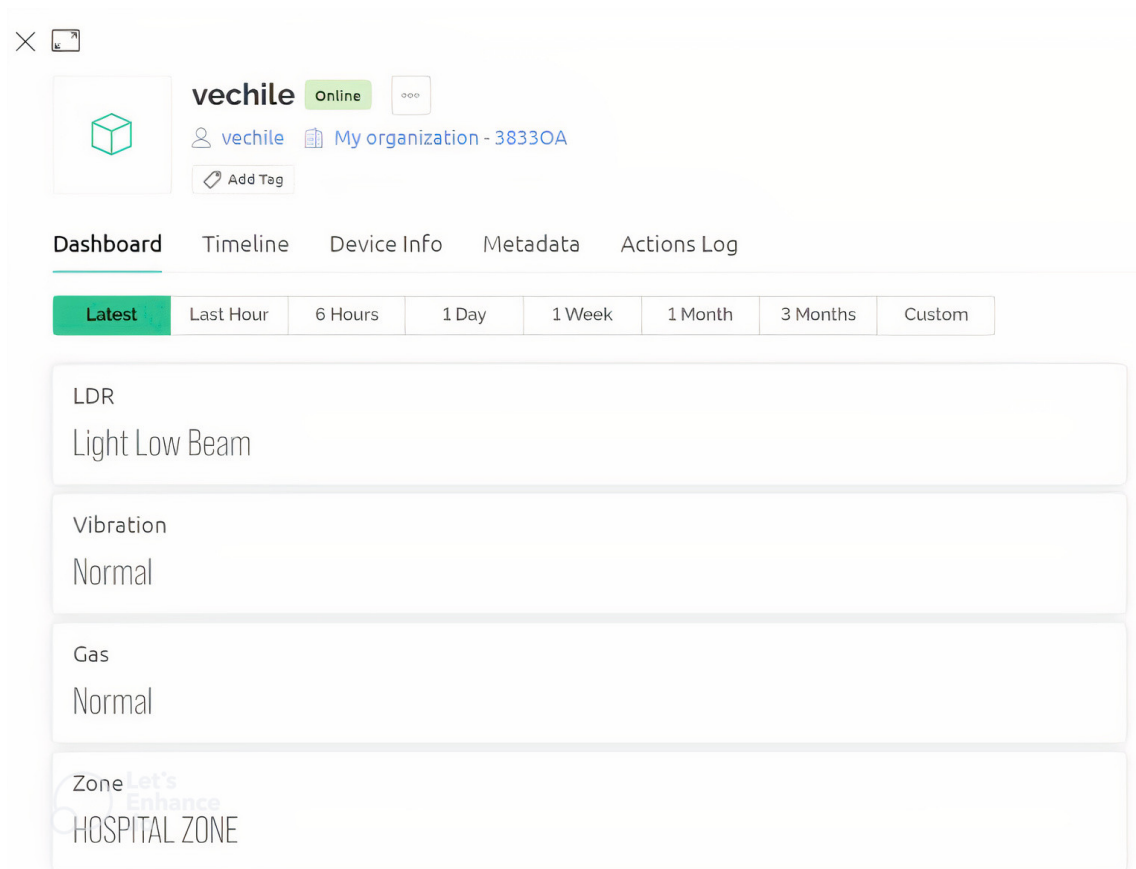 vechile Online
vechile My organization - 3833OA
Add Tag
Dashboard Timeline Device Info Metadata Actions Log
Latest Last Hour 6 Hours 1 Day 1 Week 1 Month 3 Months Custom
LDR
Light Low Beam
Vibration
Normal
Gas
Normal
Zone
Let's
Enhance
HOSPITAL ZONE